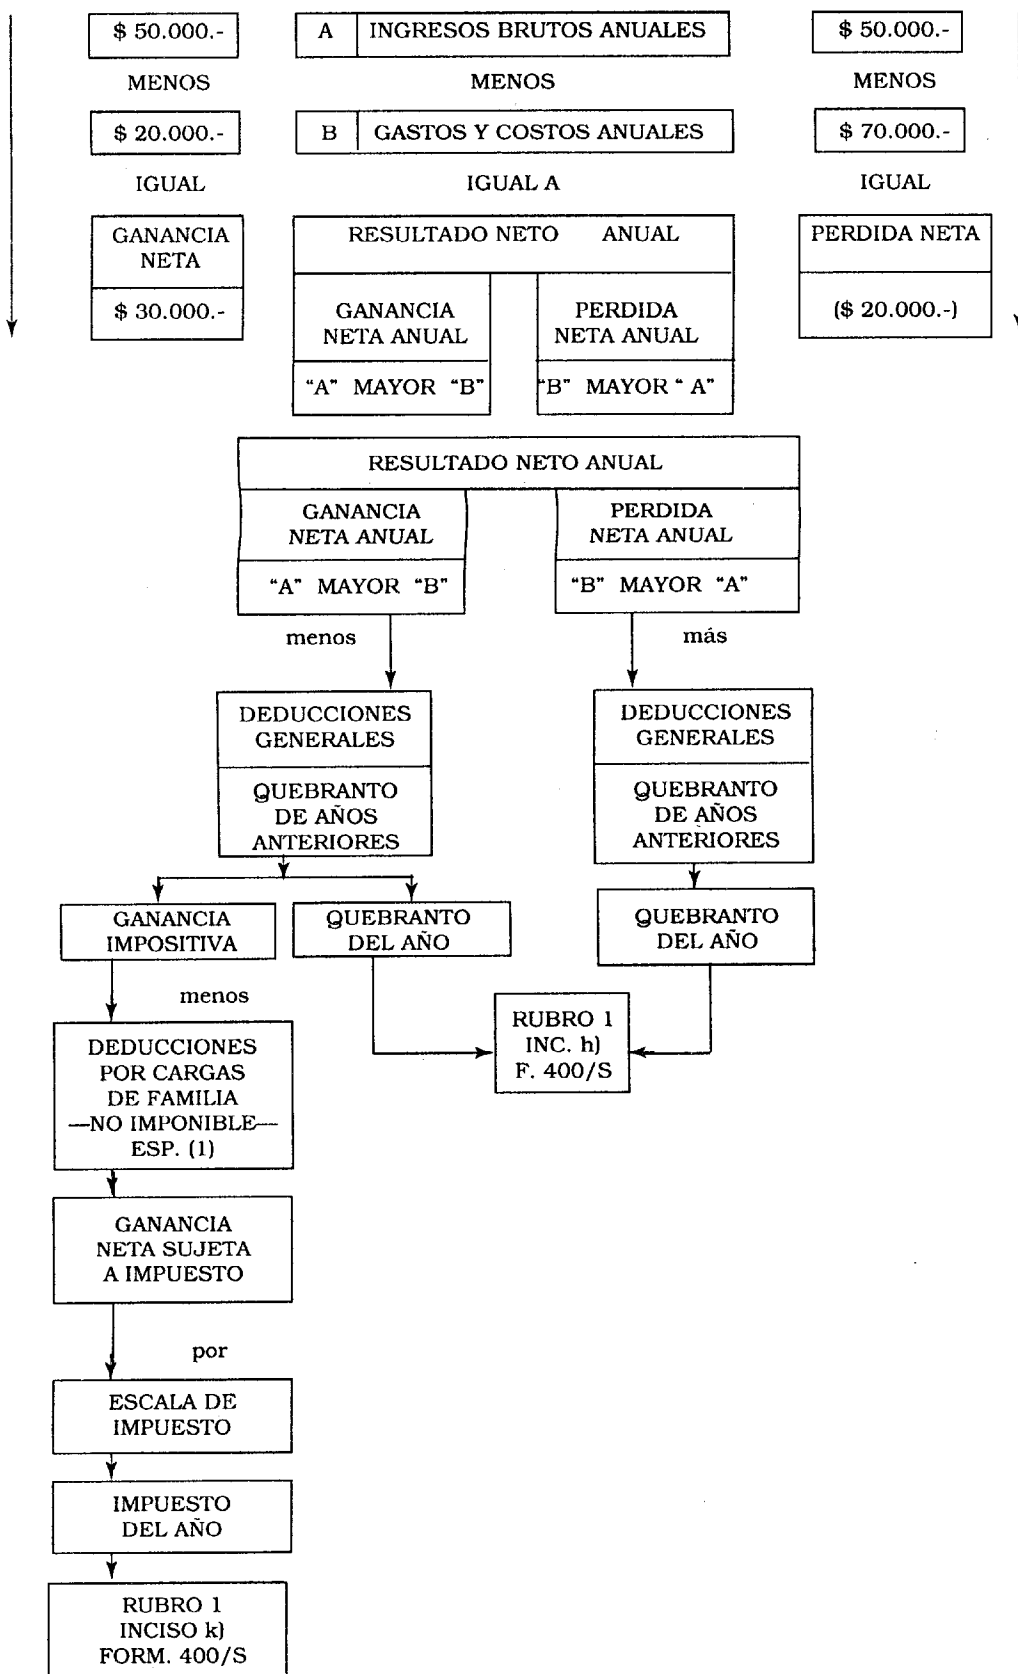 $ 50.000.-
A INGRESOS BRUTOS ANUALES
$ 50.000.-
MENOS
MENOS
MENOS
$ 20.000.-
B GASTOS Y COSTOS ANUALES
$ 70.000.-
IGUAL
IGUAL A
IGUAL
GANANCIA
NETA
$ 30.000.-
RESULTADO NETO ANUAL
GANANCIA
NETA ANUAL
"A" MAYOR "B"
PERDIDA
NETA ANUAL
"B" MAYOR " A"
PERDIDA NETA
($ 20.000.-)
RESULTADO NETO ANUAL
GANANCIA
NETA ANUAL
"A" MAYOR "B"
PERDIDA
NETA ANUAL
"B" MAYOR "A"
menos
más
DEDUCCIONES
GENERALES
QUEBRANTO
DE AÑOS
ANTERIORES
DEDUCCIONES
GENERALES
QUEBRANTO
DE AÑOS
ANTERIORES
GANANCIA
IMPOSITIVA
QUEBRANTO
DEL AÑO
QUEBRANTO
DEL AÑO
menos
RUBRO 1
INC. h)
F. 400/S
DEDUCCIONES
POR CARGAS
DE FAMILIA
—NO IMPONIBLE—
ESP. (1)
GANANCIA
NETA SUJETA
A IMPUESTO
por
ESCALA DE
IMPUESTO
IMPUESTO
DEL AÑO
RUBRO 1
INCISO k)
FORM. 400/S